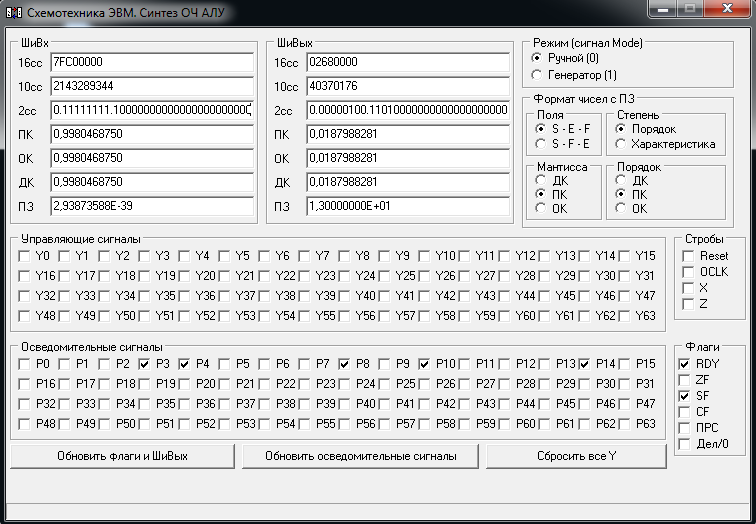 Схемотехника ЭВМ. Синтез ОЧ АЛУ
ШиВх
16сс 7FC00000
10сс 2143289344
2сс 0.11111111.10000000000000000000000
ПК 0,9980468750
ОК 0,9980468750
ДК 0,9980468750
ПЗ 2,93873588E-39
ШиВых
16сс 02680000
10сс 40370176
2сс 0.00000100.11010000000000000000000
ПК 0,0187988281
ОК 0,0187988281
ДК 0,0187988281
ПЗ 1,30000000E+01
Режим (сигнал Mode)
Ручной (0)
Генератор (1)
Формат чисел с ПЗ
Поля
S - E - F
S - F - E
Степень
Порядок
Характеристика
Мантисса
ДК
ПК
ОК
Порядок
ДК
ПК
ОК
Управляющие сигналы
Y0 Y1 Y2 Y3 Y4 Y5 Y6 Y7 Y8 Y9 Y10 Y11 Y12 Y13 Y14 Y15
Y16 Y17 Y18 Y19 Y20 Y21 Y22 Y23 Y24 Y25 Y26 Y27 Y28 Y29 Y30 Y31
Y32 Y33 Y34 Y35 Y36 Y37 Y38 Y39 Y40 Y41 Y42 Y43 Y44 Y45 Y46 Y47
Y48 Y49 Y50 Y51 Y52 Y53 Y54 Y55 Y56 Y57 Y58 Y59 Y60 Y61 Y62 Y63
Стробы
Reset
OCLK
X
Z
Осведомительные сигналы
P0 P1 P2 P3 P4 P5 P6 P7 P8 P9 P10 P11 P12 P13 P14 P15
P16 P17 P18 P19 P20 P21 P22 P23 P24 P25 P26 P27 P28 P29 P30 P31
P32 P33 P34 P35 P36 P37 P38 P39 P40 P41 P42 P43 P44 P45 P46 P47
P48 P49 P50 P51 P52 P53 P54 P55 P56 P57 P58 P59 P60 P61 P62 P63
Флаги
RDY
ZF
SF
CF
ПРС
Дел/0
Обновить флаги и ШиВых
Обновить осведомительные сигналы
Сбросить все Y